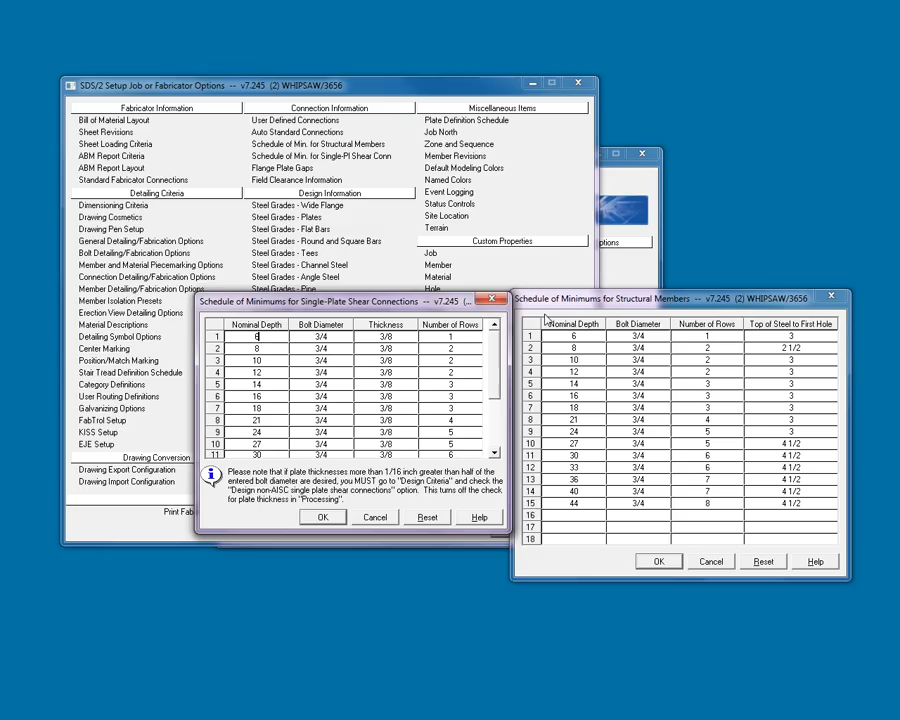 SDS/2 Setup Job or Fabricator Options -- v7.245 (2) WHIPSAW/3656
Fabricator Information
Bill of Material Layout
Sheet Revisions
Sheet Loading Criteria
ABM Report Criteria
ABM Report Layout
Standard Fabricator Connections
Detailing Criteria
Dimensioning Criteria
Drawing Cosmetics
Drawing Pen Setup
General Detailing/Fabrication Options
Bolt Detailing/Fabrication Options
Member and Material Piecemarking Options
Connection Detailing/Fabrication Options
Member Detailing/Fabrication Options
Member Isolation Presets
Erection View Detailing Options
Material Descriptions
Detailing Symbol Options
Center Marking
Position/Match Marking
Stair Tread Definition Schedule
Category Definitions
User Routing Definitions
Galvanizing Options
FabTrol Setup
KISS Setup
EJE Setup
Drawing Conversion
Drawing Export Configuration
Drawing Import Configuration
Print Fab
Connection Information
User Defined Connections
Auto Standard Connections
Schedule of Min. for Structural Members
Schedule of Min. for Single-Pl Shear Conn
Flange Plate Gaps
Field Clearance Information
Design Information
Steel Grades - Wide Flange
Steel Grades - Plates
Steel Grades - Flat Bars
Steel Grades - Round and Square Bars
Steel Grades - Tees
Steel Grades - Channel Steel
Steel Grades - Angle Steel
Steel Grades - Pipe
Miscellaneous Items
Plate Definition Schedule
Job North
Zone and Sequence
Member Revisions
Default Modeling Colors
Named Colors
Event Logging
Status Controls
Site Location
Terrain
Custom Properties
Job
Member
Material
Hole
ptions
Schedule of Minimums for Single-Plate Shear Connections -- v7.245 (...
Nominal Depth Bolt Diameter Thickness Number of Rows
1 6 3/4 3/8 1
2 8 3/4 3/8 2
3 10 3/4 3/8 2
4 12 3/4 3/8 2
5 14 3/4 3/8 3
6 16 3/4 3/8 3
7 18 3/4 3/8 3
8 21 3/4 3/8 4
9 24 3/4 3/8 5
10 27 3/4 3/8 5
11 30 3/4 3/8 6
Please note that if plate thicknesses more than 1/16 inch greater than half of the
entered bolt diameter are desired, you MUST go to "Design Criteria" and check the
"Design non-AISC single plate shear connections" option. This turns off the check
for plate thickness in "Processing".
OK Cancel Reset Help
Schedule of Minimums for Structural Members -- v7.245 (2) WHIPSAW/3656
Nominal Depth Bolt Diameter Number of Rows Top of Steel to First Hole
1 6 3/4 1 3
2 8 3/4 2 2 1/2
3 10 3/4 2 3
4 12 3/4 2 3
5 14 3/4 3 3
6 16 3/4 3 3
7 18 3/4 3 3
8 21 3/4 4 3
9 24 3/4 5 3
10 27 3/4 5 4 1/2
11 30 3/4 6 4 1/2
12 33 3/4 6 4 1/2
13 36 3/4 7 4 1/2
14 40 3/4 7 4 1/2
15 44 3/4 8 4 1/2
16
17
18
OK Cancel Reset Help